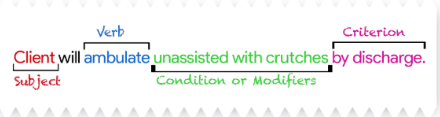 Verb
Criterion
Client will ambulate unassisted with crutches by discharge.
Subject
Condition or Modifiers